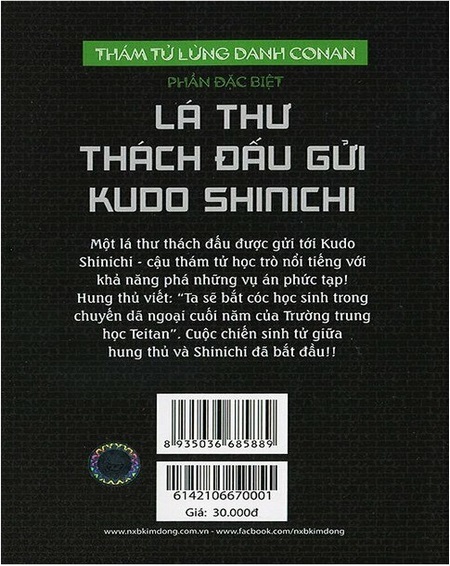 THÁM TỬ LỪNG DANH CONAN
PHẦN ĐẶC BIỆT
LÁ THƯ
THÁCH ĐẤU GỬI
KUDO SHINICHI
Một lá thư thách đấu được gửi tới Kudo
Shinichi - cậu thám tử học trò nổi tiếng với
khả năng phá những vụ án phức tạp!
Hung thủ viết: “Ta sẽ bắt cóc học sinh trong
chuyến dã ngoại cuối năm của Trường trung
học Teitan”. Cuộc chiến sinh tử giữa
hung thủ và Shinichi đã bắt đầu!!
8 935036 685889
6142106670001
Giá: 30.000đ
www.nxbkimdong.com.vn - www.facebook.com/nxbkimdong